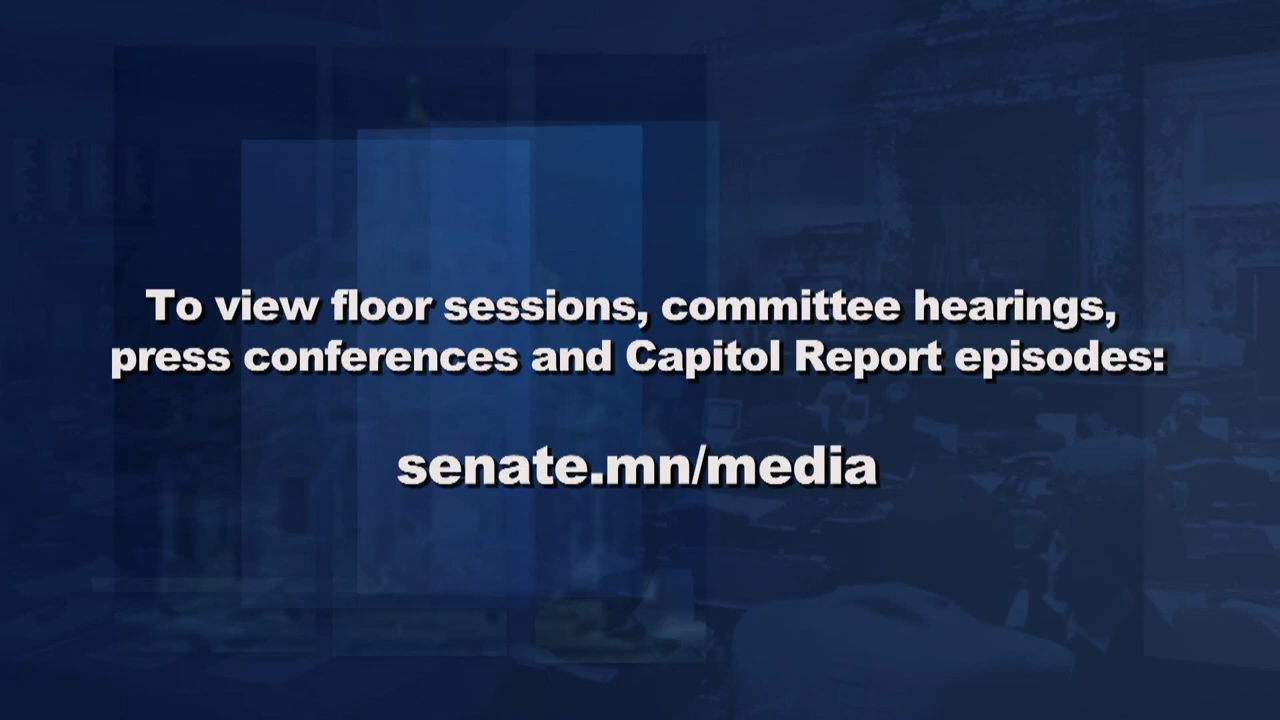 To view floor sessions, committee hearings,
press conferences and Capitol Report episodes:
senate.mn/media